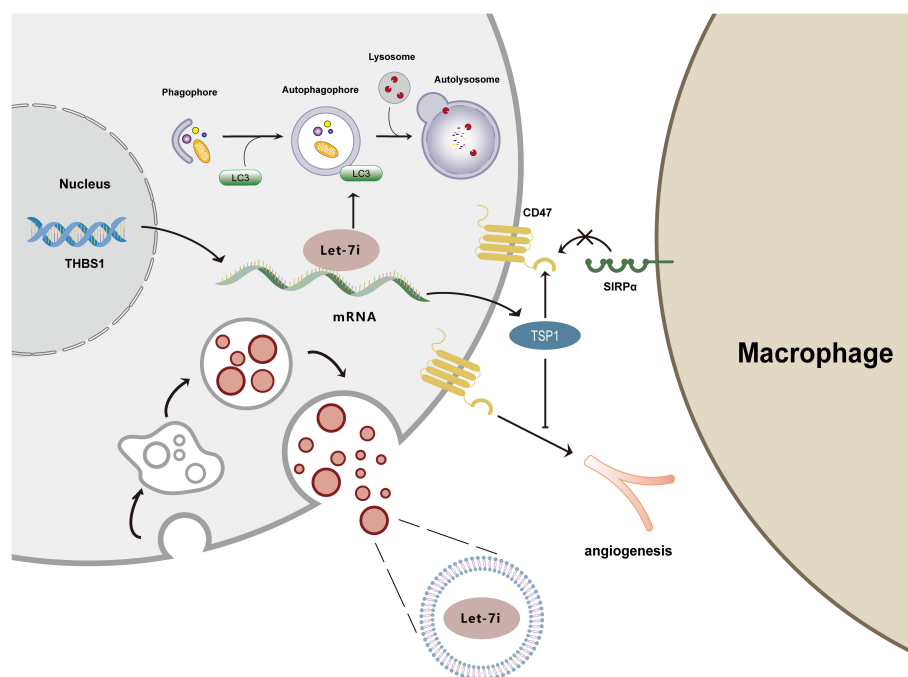 Lysosome
Phagophore
Autophagophore
Autolysosome
LC3
LC3
Nucleus
THBS1
Let-7i
mRNA
CD47
SIRPα
TSP1
Macrophage
angiogenesis
Let-7i